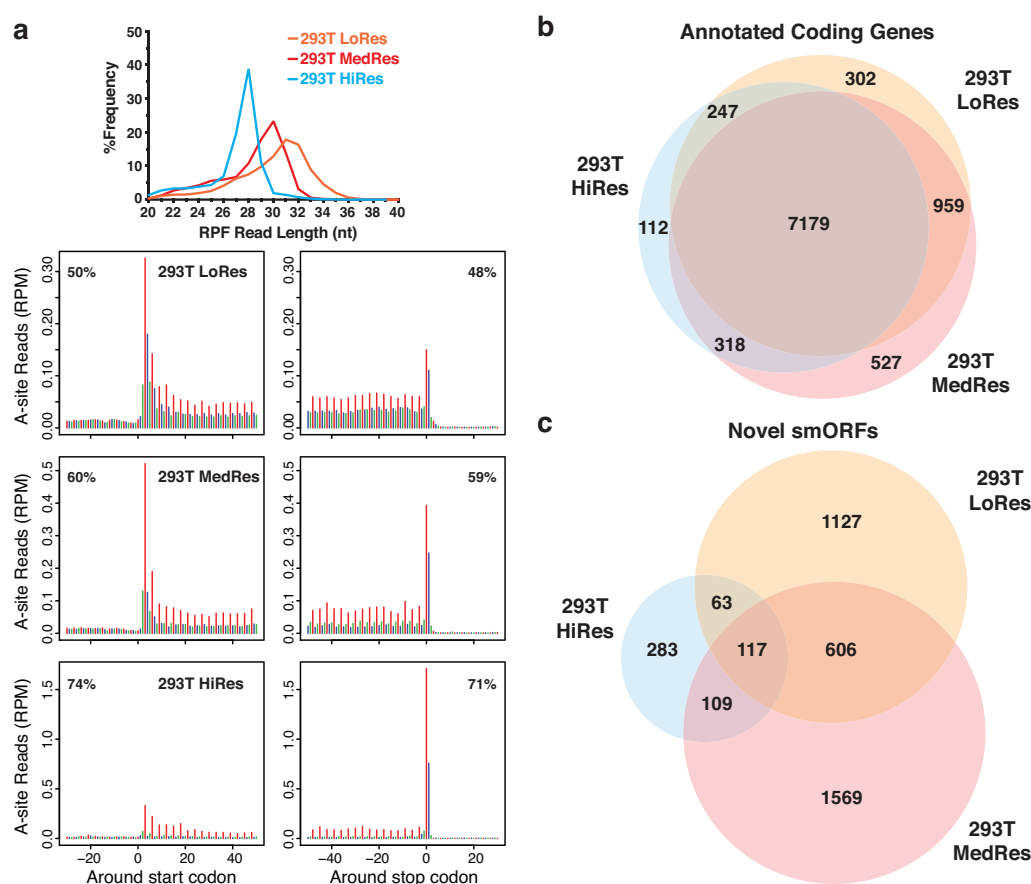 a
50
40
30
20
10
0
%Frequency
293T LoRes
293T MedRes
293T HiRes
20 22 24 26 28 30 32 34 36 38 40
RPF Read Length (nt)
A-site Reads (RPM)
0.30
0.20
0.10
0.00
50%
293T LoRes
48%
A-site Reads (RPM)
0.5
0.4
0.3
0.2
0.1
0.0
60%
293T MedRes
59%
A-site Reads (RPM)
1.5
1.0
0.5
0.0
74%
293T HiRes
71%
−20 0 20 40
Around start codon
−40 −20 0 20
Around stop codon
b
Annotated Coding Genes
293T
LoRes
293T
HiRes
293T
MedRes
302
247
112
7179
959
318
527
c
Novel smORFs
293T
LoRes
293T
HiRes
293T
MedRes
1127
63
283
117
606
109
1569